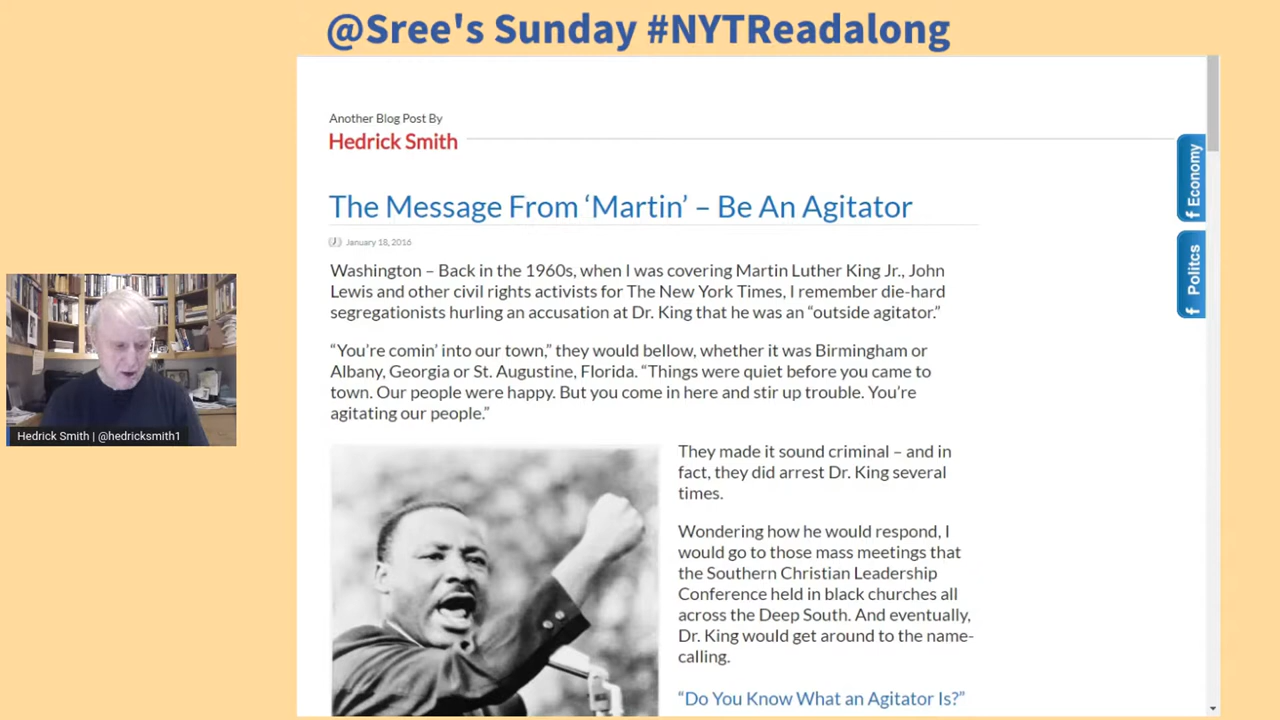 @Sree's Sunday #NYTReadalong
Another Blog Post By
Hedrick Smith
The Message From ‘Martin’ – Be An Agitator
January 18, 2016
Washington – Back in the 1960s, when I was covering Martin Luther King Jr., John
Lewis and other civil rights activists for The New York Times, I remember die-hard
segregationists hurling an accusation at Dr. King that he was an “outside agitator.”
“You’re comin’ into our town,” they would bellow, whether it was Birmingham or
Albany, Georgia or St. Augustine, Florida. “Things were quiet before you came to
town. Our people were happy. But you come in here and stir up trouble. You’re
agitating our people.”
They made it sound criminal – and in
fact, they did arrest Dr. King several
times.
Wondering how he would respond, I
would go to those mass meetings that
the Southern Christian Leadership
Conference held in black churches all
across the Deep South. And eventually,
Dr. King would get around to the name-
calling.
“Do You Know What an Agitator Is?”
f Economy
f Politcs
Hedrick Smith | @hedricksmith1